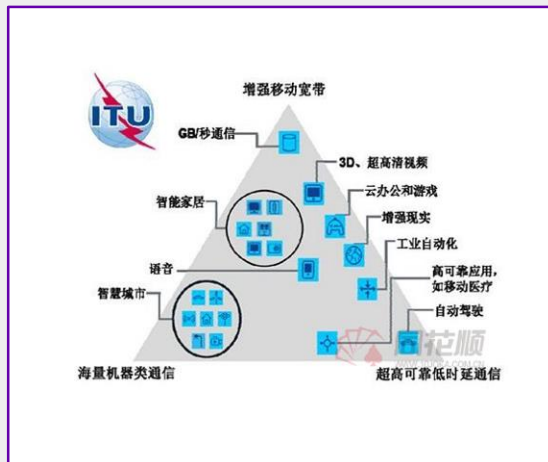 ITU
增强移动宽带
GB/秒通信
3D、超高清视频
云办公和游戏
智能家居
增强现实
工业自动化
语音
高可靠应用，
如移动医疗
智慧城市
自动驾驶
海量机器类通信
超高可靠低时延通信